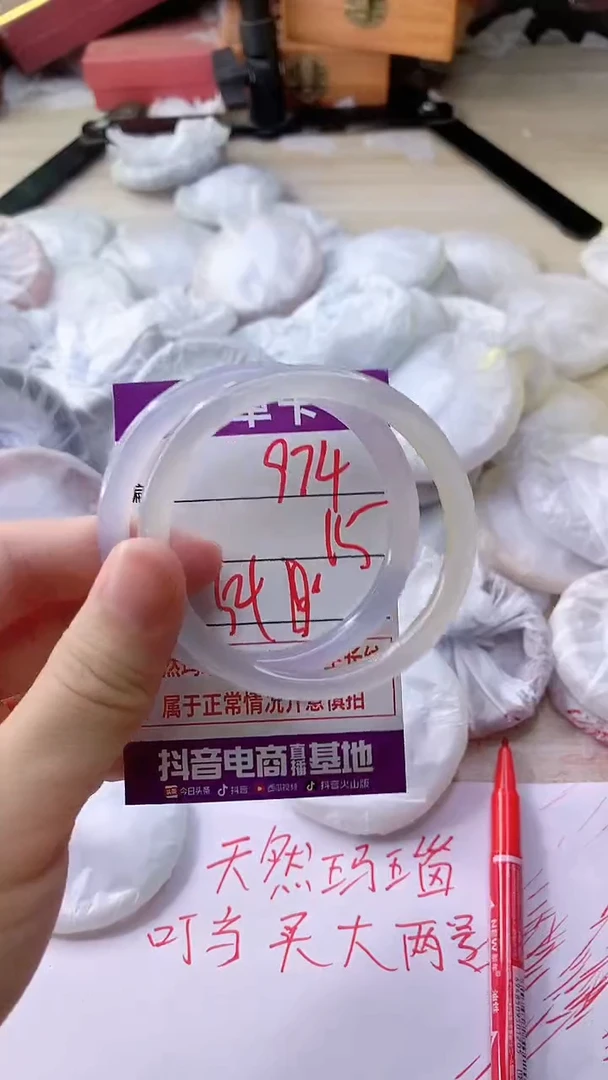 974
15
属于正常情况介意慎拍
抖音电商直播基地
今日头条 抖音 西瓜视频 抖音火山版
天然玛瑙
叮当买大两号
NEW